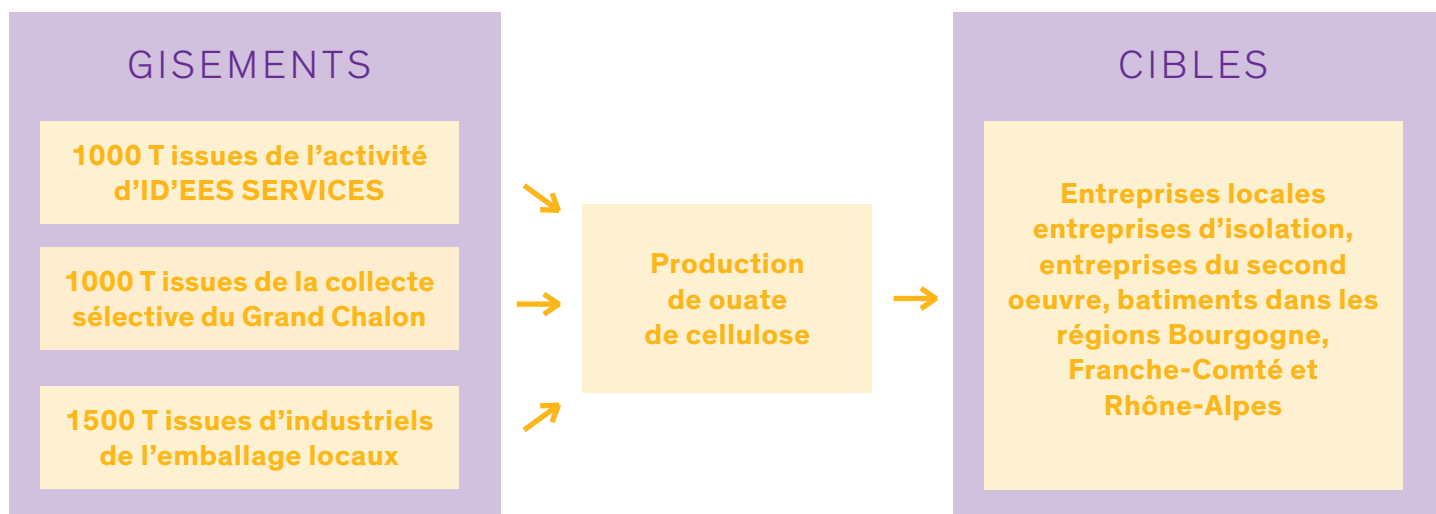 GISEMENTS
1000 T issues de l’activité
d’ID’EES SERVICES
1000 T issues de la collecte
sélective du Grand Chalon
1500 T issues d’industriels
de l’emballage locaux
Production
de ouate
de cellulose
CIBLES
Entreprises locales
entreprises d’isolation,
entreprises du second
oeuvre, batiments dans les
régions Bourgogne,
Franche-Comté et
Rhône-Alpes